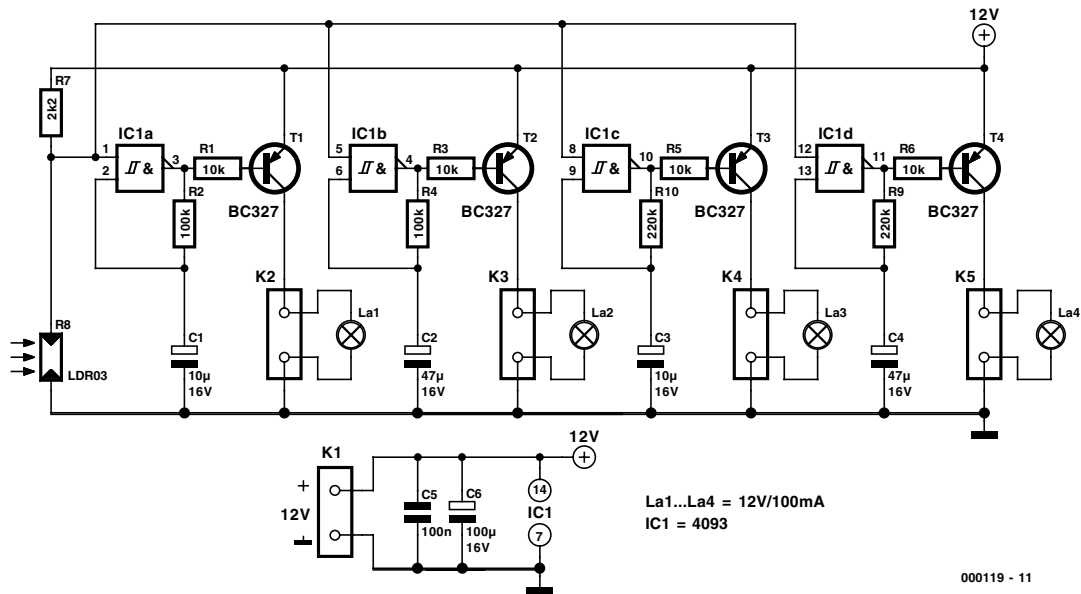 12V
R7
2k2
IC1a
1
2
&
3
R1
10k
T1
R2
100k
BC327
IC1b
5
6
&
4
R3
10k
T2
R4
100k
BC327
IC1c
8
9
&
10
R5
10k
T3
R10
220k
BC327
IC1d
12
13
&
11
R6
10k
T4
R9
220k
BC327
R8
LDR03
C1
10µ
16V
K2
La1
C2
47µ
16V
K3
La2
C3
10µ
16V
K4
La3
C4
47µ
16V
K5
La4
K1
+
12V
C5
100n
C6
100µ
16V
12V
14
IC1
7
La1...La4 = 12V/100mA
IC1 = 4093
000119 - 11